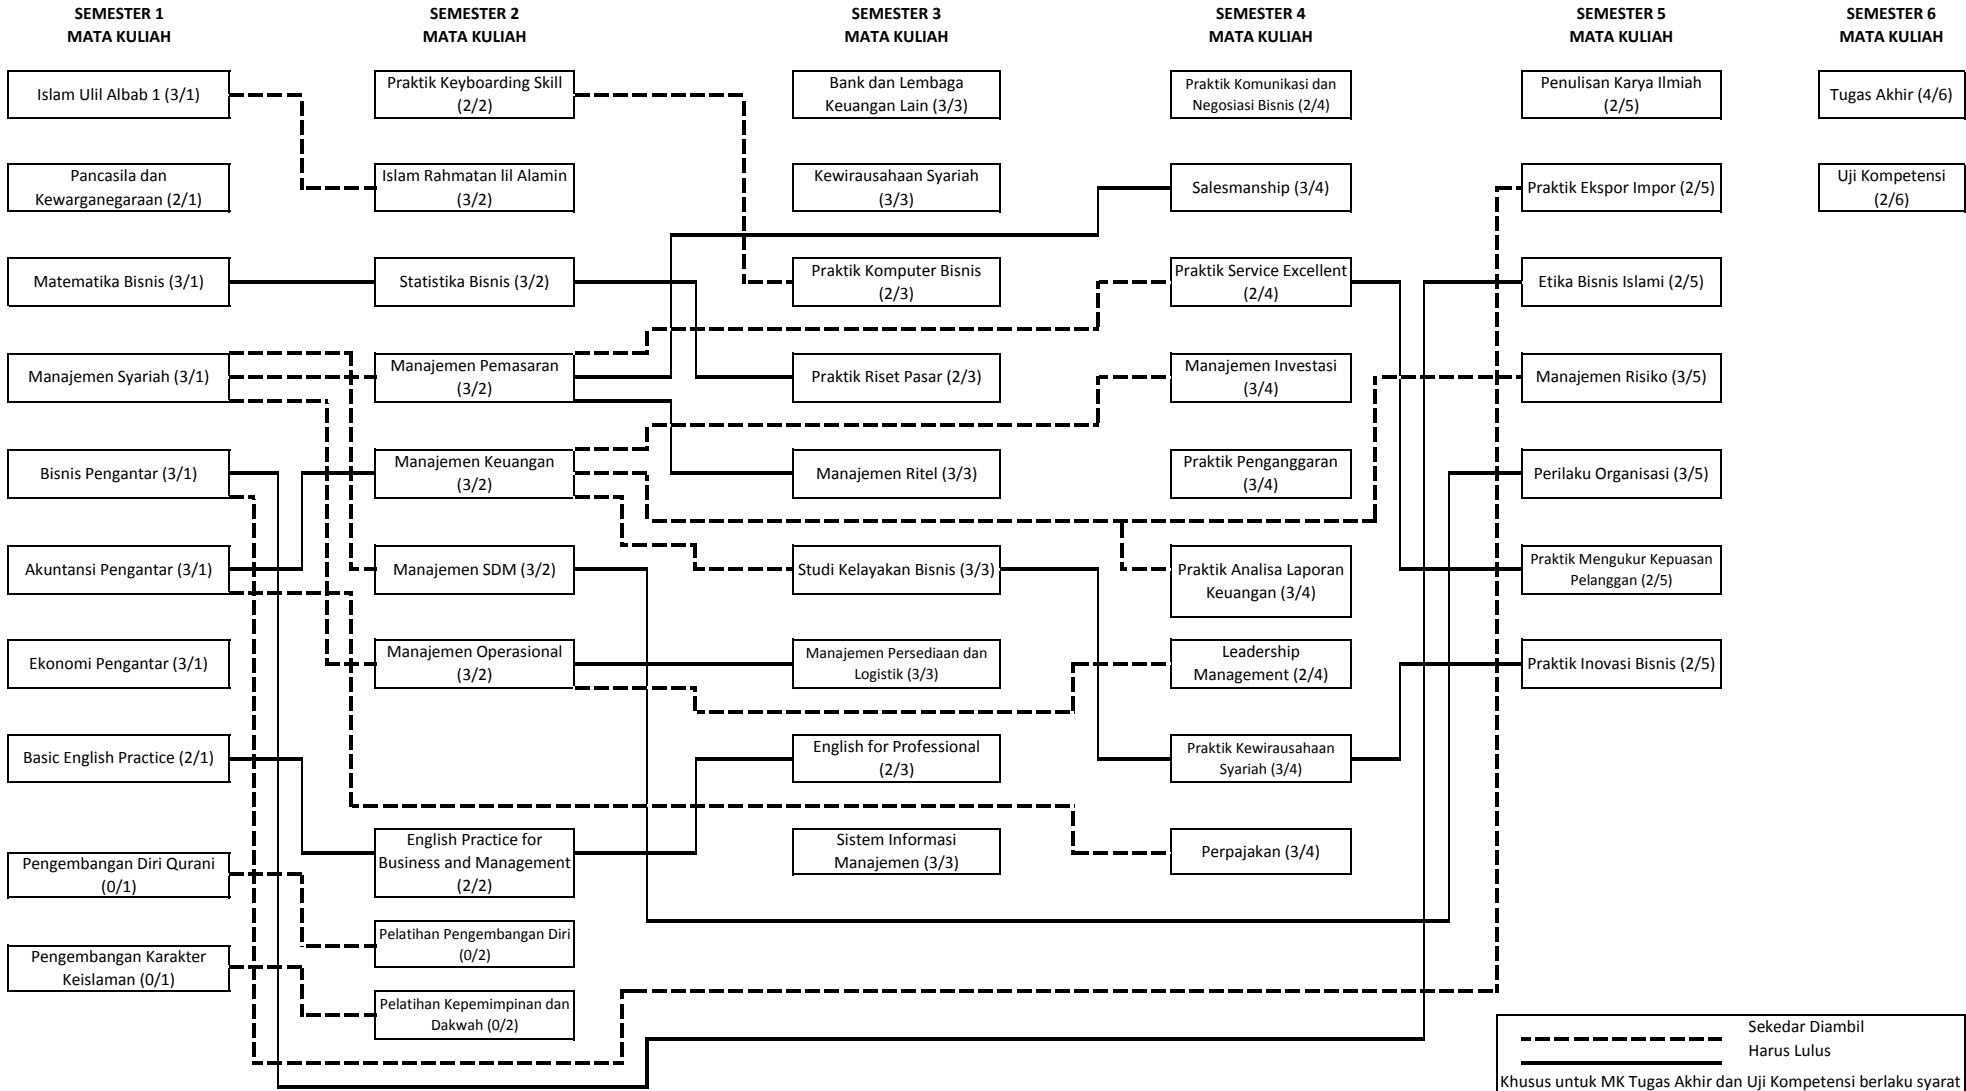 SEMESTER 1
MATA KULIAH
Islam Ulil Albab 1 (3/1)
Pancasila dan
Kewarganegaraan (2/1)
Matematika Bisnis (3/1)
Manajemen Syariah (3/1)
Bisnis Pengantar (3/1)
Akuntansi Pengantar (3/1)
Ekonomi Pengantar (3/1)
Basic English Practice (2/1)
Pengembangan Diri Qurani
(0/1)
Pengembangan Karakter
Keislaman (0/1)
SEMESTER 2
MATA KULIAH
Praktik Keyboarding Skill
(2/2)
Islam Rahmatan lil Alamin
(3/2)
Statistika Bisnis (3/2)
Manajemen Pemasaran
(3/2)
Manajemen Keuangan
(3/2)
Manajemen SDM (3/2)
Manajemen Operasional
(3/2)
English Practice for
Business and Management
(2/2)
Pelatihan Pengembangan Diri
(0/2)
Pelatihan Kepemimpinan dan
Dakwah (0/2)
SEMESTER 3
MATA KULIAH
Bank dan Lembaga
Keuangan Lain (3/3)
Kewirausahaan Syariah
(3/3)
Praktik Komputer Bisnis
(2/3)
Praktik Riset Pasar (2/3)
Manajemen Ritel (3/3)
Studi Kelayakan Bisnis (3/3)
Manajemen Persediaan dan
Logistik (3/3)
English for Professional
(2/3)
Sistem Informasi
Manajemen (3/3)
SEMESTER 4
MATA KULIAH
Praktik Komunikasi dan
Negosiasi Bisnis (2/4)
Salesmanship (3/4)
Praktik Service Excellent
(2/4)
Manajemen Investasi
(3/4)
Praktik Penganggaran
(3/4)
Praktik Analisa Laporan
Keuangan (3/4)
Leadership
Management (2/4)
Praktik Kewirausahaan
Syariah (3/4)
Perpajakan (3/4)
SEMESTER 5
MATA KULIAH
Penulisan Karya Ilmiah
(2/5)
Praktik Ekspor Impor (2/5)
Etika Bisnis Islami (2/5)
Manajemen Risiko (3/5)
Perilaku Organisasi (3/5)
Praktik Mengukur Kepuasan
Pelanggan (2/5)
Praktik Inovasi Bisnis (2/5)
SEMESTER 6
MATA KULIAH
Tugas Akhir (4/6)
Uji Kompetensi
(2/6)
Sekedar Diambil
Harus Lulus
Khusus untuk MK Tugas Akhir dan Uji Kompetensi berlaku syarat